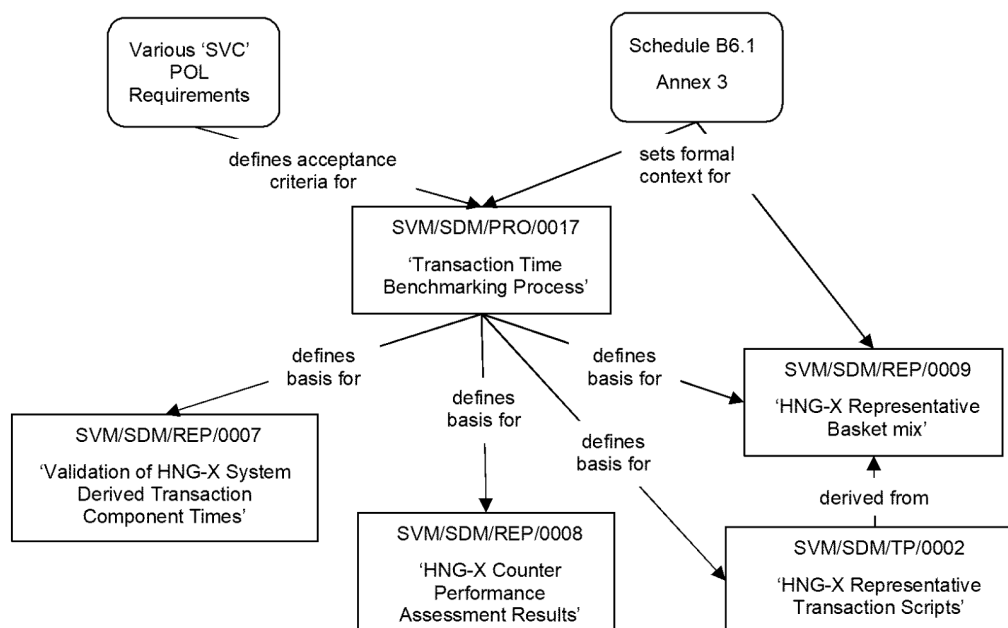 Various ‘SVC’
POL
Requirements
Schedule B6.1
Annex 3
defines acceptance
criteria for
sets formal
context for
SVM/SDM/PRO/0017
‘Transaction Time
Benchmarking Process’
defines
basis for
defines
basis for
defines
basis for
defines
basis for
SVM/SDM/REP/0009
‘HNG-X Representative
Basket mix’
SVM/SDM/REP/0007
‘Validation of HNG-X System
Derived Transaction
Component Times’
derived from
SVM/SDM/REP/0008
‘HNG-X Counter
Performance
Assessment Results’
SVM/SDM/TP/0002
‘HNG-X Representative
Transaction Scripts’